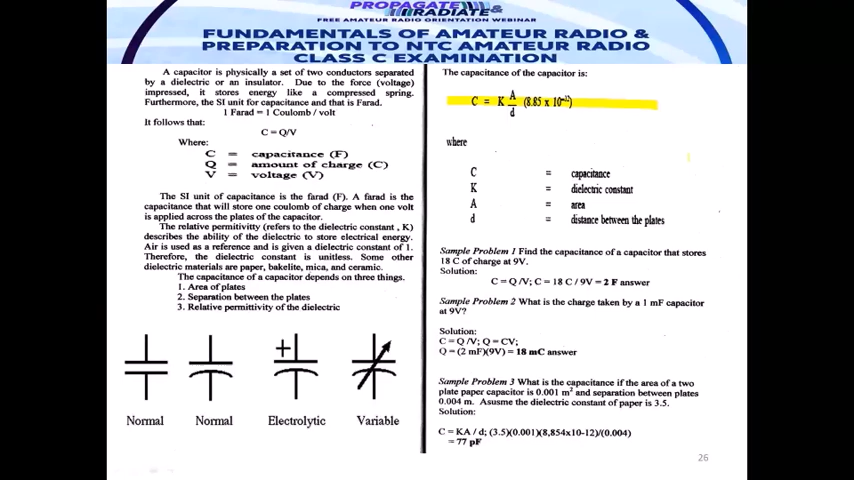 PROPAGATE &
RADIATE
FREE AMATEUR RADIO ORIENTATION WEBINAR
FUNDAMENTALS OF AMATEUR RADIO &
PREPARATION TO NTC AMATEUR RADIO
CLASS C EXAMINATION
A capacitor is physically a set of two conductors separated
by a dielectric or an insulator. Due to the force (voltage)
impressed, it stores energy like a compressed spring.
Furthermore, the SI unit for capacitance and that is Farad.
1 Farad = 1 Coulomb / volt
It follows that:
C = Q/V
Where:
C = capacitance (F)
Q = amount of charge (C)
V = voltage (V)
The SI unit of capacitance is the farad (F). A farad is the
capacitance that will store one coulomb of charge when one volt
is applied across the plates of the capacitor.
The relative permitivity (refers to the dielectric constant , K)
describes the ability of the dielectric to store electrical energy.
Air is used as a reference and is given a dielectric constant of 1.
Therefore, the dielectric constant is unitless. Some other
dielectric materials are paper, bakelite, mica, and ceramic.
The capacitance of a capacitor depends on three things.
1. Area of plates
2. Separation between the plates
3. Relative permitivity of the dielectric
+
Normal Normal Electrolytic Variable
The capacitance of the capacitor is:
C = K A/d (8.85 x 10⁻¹²)
where
C = capacitance
K = dielectric constant
A = area
d = distance between the plates
Sample Problem 1 Find the capacitance of a capacitor that stores
18 C of charge at 9V.
Solution:
C = Q /V; C = 18 C / 9V = 2 F answer
Sample Problem 2 What is the charge taken by a 1 mF capacitor
at 9V?
Solution:
C = Q /V; Q = CV;
Q = (2 mF)(9V) = 18 mC answer
Sample Problem 3 What is the capacitance if the area of a two
plate paper capacitor is 0.001 m² and separation between plates
0.004 m. Asusme the dielectric constant of paper is 3.5.
Solution:
C = KA / d; (3.5)(0.001)(8,854x10-12)/(0.004)
= 77 pF
26